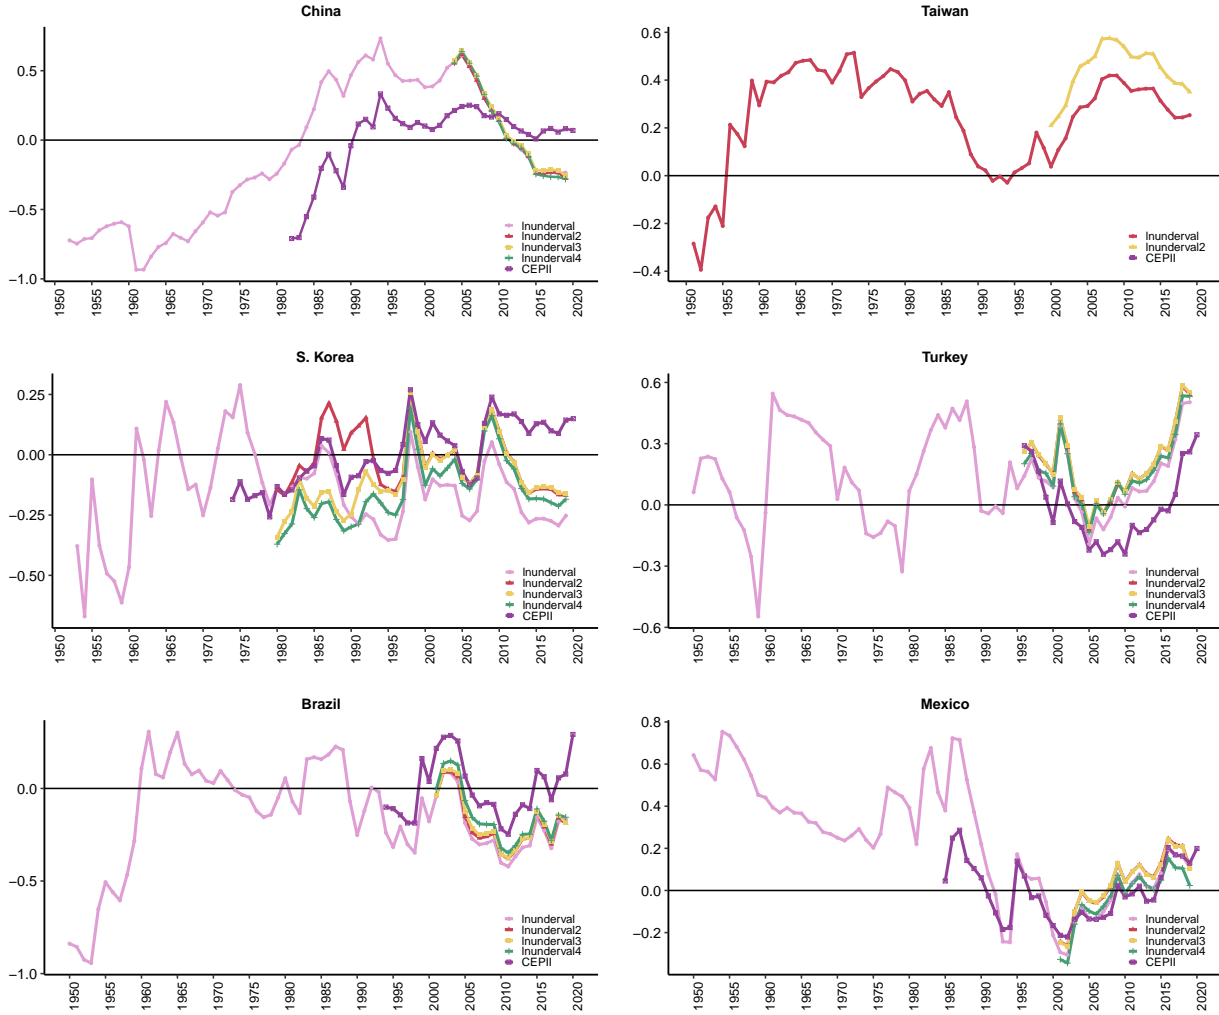 China
0.5
0.0
−0.5
−1.0
lnunderval
lnunderval2
lnunderval3
lnunderval4
CEPII
1950 1955 1960 1965 1970 1975 1980 1985 1990 1995 2000 2005 2010 2015 2020
Taiwan
0.6
0.4
0.2
0.0
−0.2
−0.4
lnunderval
lnunderval2
CEPII
1950 1955 1960 1965 1970 1975 1980 1985 1990 1995 2000 2005 2010 2015 2020
S. Korea
0.25
0.00
−0.25
−0.50
lnunderval
lnunderval2
lnunderval3
lnunderval4
CEPII
1950 1955 1960 1965 1970 1975 1980 1985 1990 1995 2000 2005 2010 2015 2020
Turkey
0.6
0.3
0.0
−0.3
−0.6
lnunderval
lnunderval2
lnunderval3
lnunderval4
CEPII
1950 1955 1960 1965 1970 1975 1980 1985 1990 1995 2000 2005 2010 2015 2020
Brazil
0.0
−0.5
−1.0
lnunderval
lnunderval2
lnunderval3
lnunderval4
CEPII
1950 1955 1960 1965 1970 1975 1980 1985 1990 1995 2000 2005 2010 2015 2020
Mexico
0.8
0.6
0.4
0.2
0.0
−0.2
lnunderval
lnunderval2
lnunderval3
lnunderval4
CEPII
1950 1955 1960 1965 1970 1975 1980 1985 1990 1995 2000 2005 2010 2015 2020